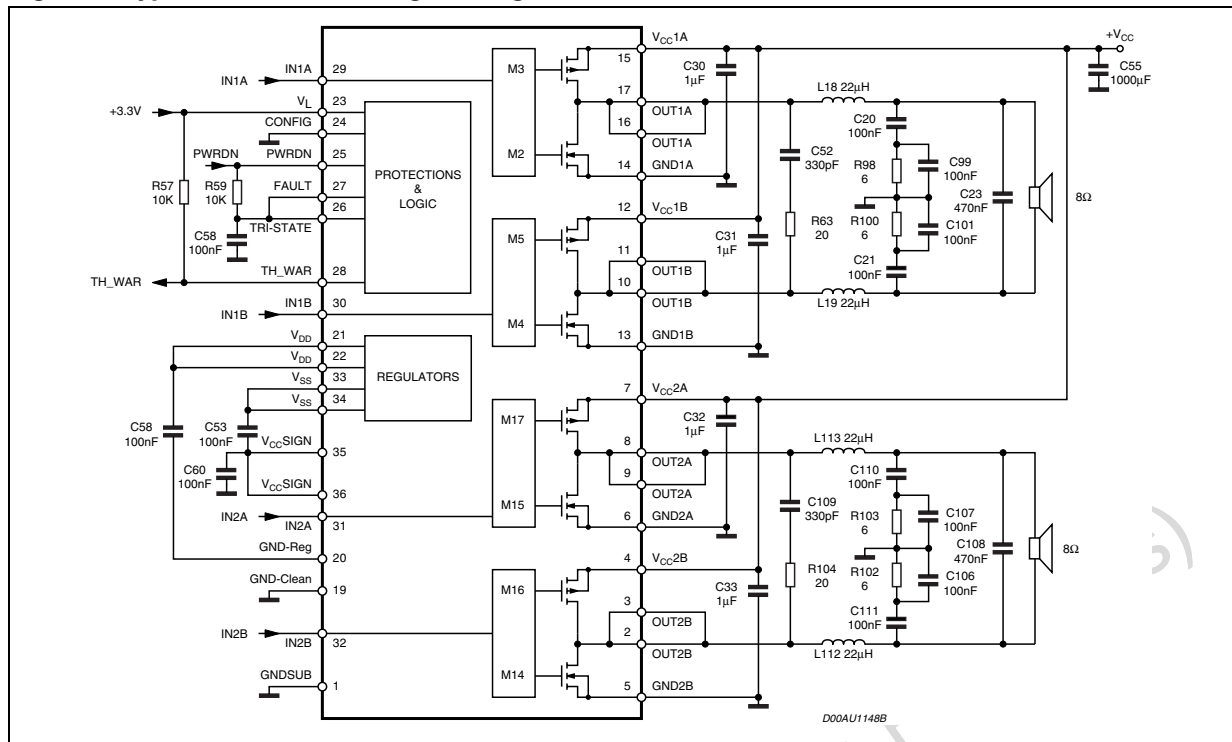 +VCC
VCC1A
15
C30
1µF
C55
1000µF
IN1A
29
M3
17
OUT1A
16
OUT1A
L18 22µH
C20
100nF
+3.3V
VL
23
CONFIG
24
M2
14
GND1A
C52
330pF
R98
6
C99
100nF
PWRDN
PWRDN
25
R57
10K
R59
10K
FAULT
27
26
TRI-STATE
PROTECTIONS
&
LOGIC
12
VCC1B
C23
470nF
8Ω
C58
100nF
M5
C31
1µF
R63
20
R100
6
C101
100nF
11
OUT1B
10
OUT1B
C21
100nF
TH_WAR
TH_WAR
28
L19 22µH
IN1B
IN1B
30
M4
13
GND1B
VDD
21
VDD
22
VSS
33
VSS
34
REGULATORS
7
VCC2A
C58
100nF
C53
100nF
M17
C32
1µF
VCCSIGN
35
8
OUT2A
9
OUT2A
L113 22µH
C60
100nF
VCCSIGN
36
C110
100nF
IN2A
IN2A
31
M15
6
GND2A
C109
330pF
R103
6
C107
100nF
GND-Reg
20
4
VCC2B
C108
470nF
8Ω
GND-Clean
19
M16
C33
1µF
R104
20
R102
6
C106
100nF
3
OUT2B
C111
100nF
IN2B
IN2B
32
2
OUT2B
L112 22µH
GNDSUB
1
M14
5
GND2B
D00AU1148B